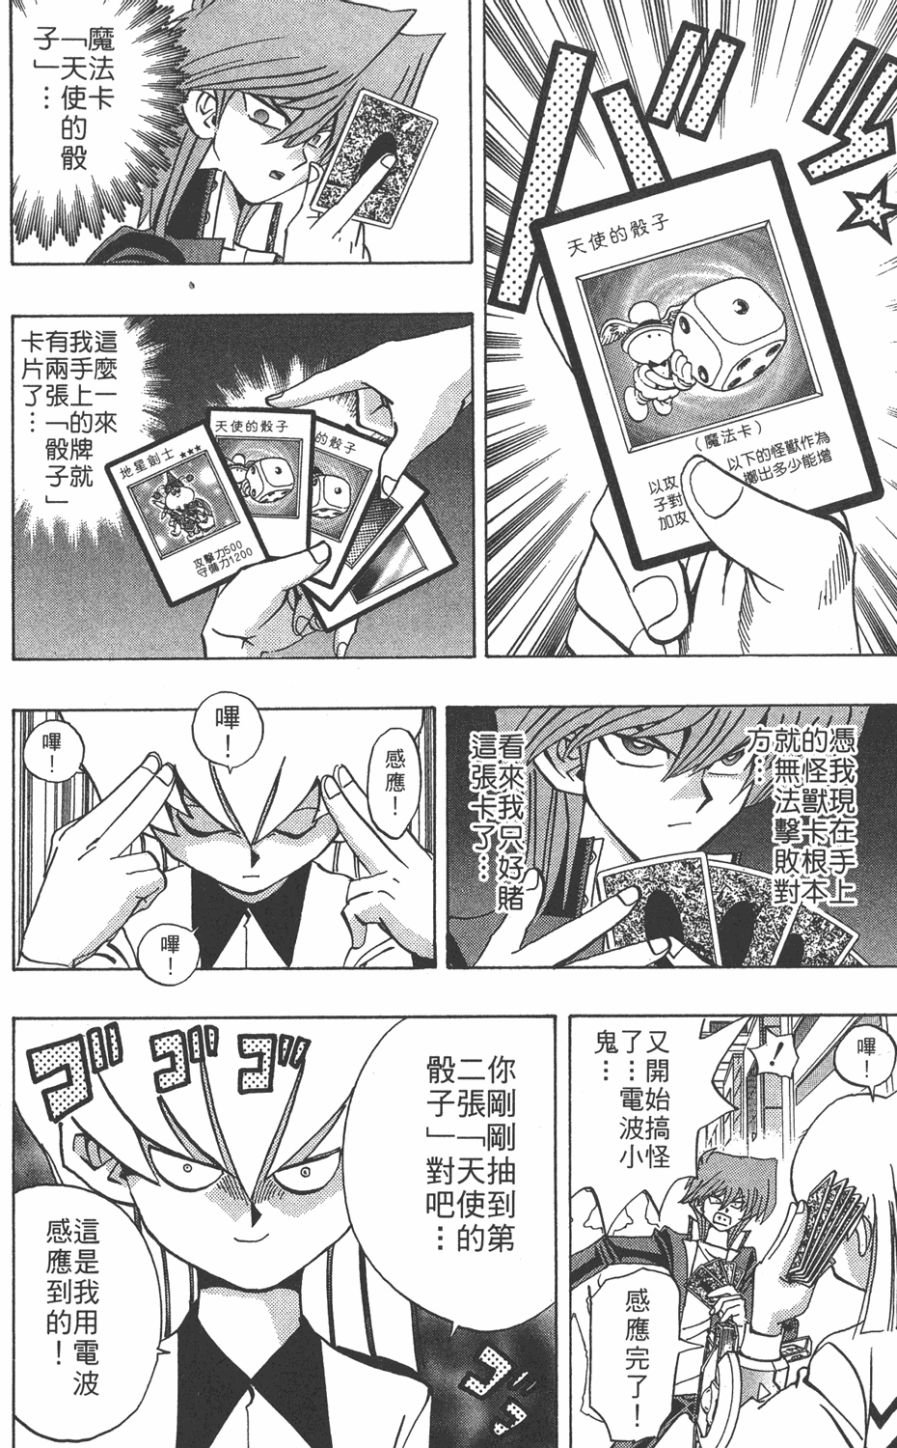 天使的骰子
（魔法卡）
以攻
以下的怪獸作為
子對
擲出多少能增
加攻
魔法卡
「天使的骰
子」…
這麼一來
我手上的牌就
有兩張「骰子」
卡片了…
地星劍士 ★★★
攻擊力500
守備力1200
天使的骰子
的骰子
憑我現在手上
的怪獸卡根本
就無法擊敗對
方…
看來我只好賭
這張卡了…
感應！
嗶！
嗶！
嗶！
嗶！
！
又開始搞怪
了…電波小
鬼…
感應完了！
你剛剛抽到第
二張「天使的
骰子」對吧…
這是我用電波
感應到的！
ゴゴゴ
ゴゴ